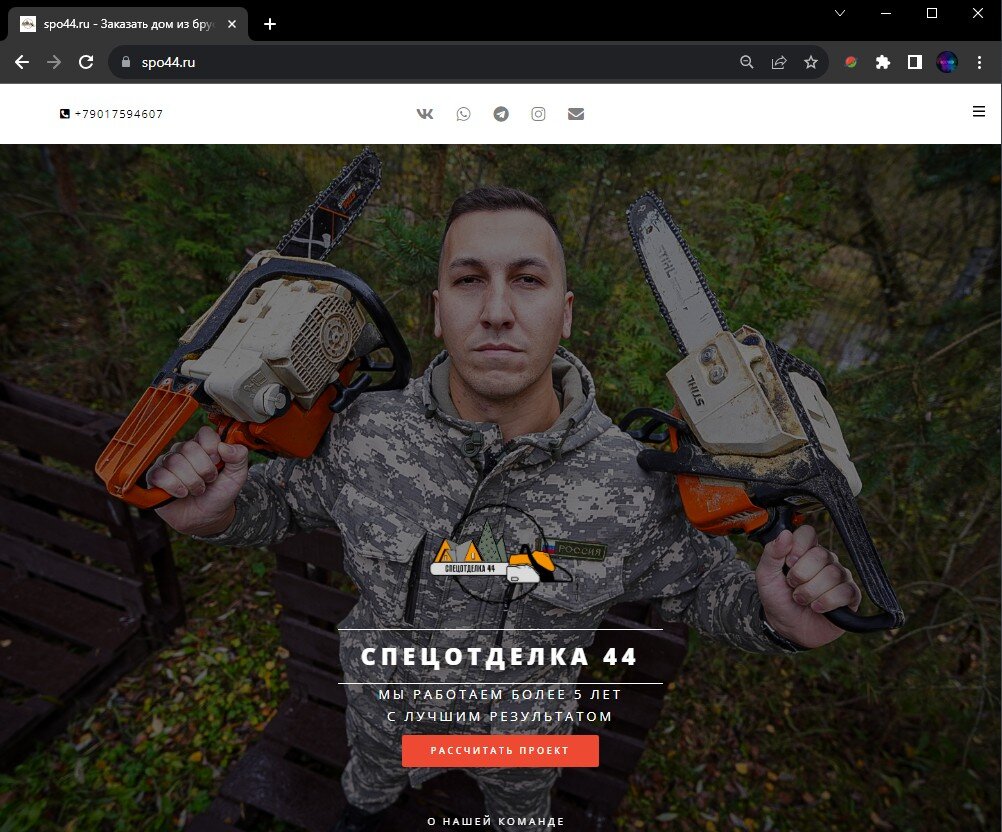 spo44.ru - Заказать дом из бру
spo44.ru
+79017594607
STIHL
STIHL
РОССИЯ
СПЕЦОТДЕЛКА 44
СПЕЦОТДЕЛКА 44
МЫ РАБОТАЕМ БОЛЕЕ 5 ЛЕТ
С ЛУЧШИМ РЕЗУЛЬТАТОМ
РАССЧИТАТЬ ПРОЕКТ
О НАШЕЙ КОМАНДЕ